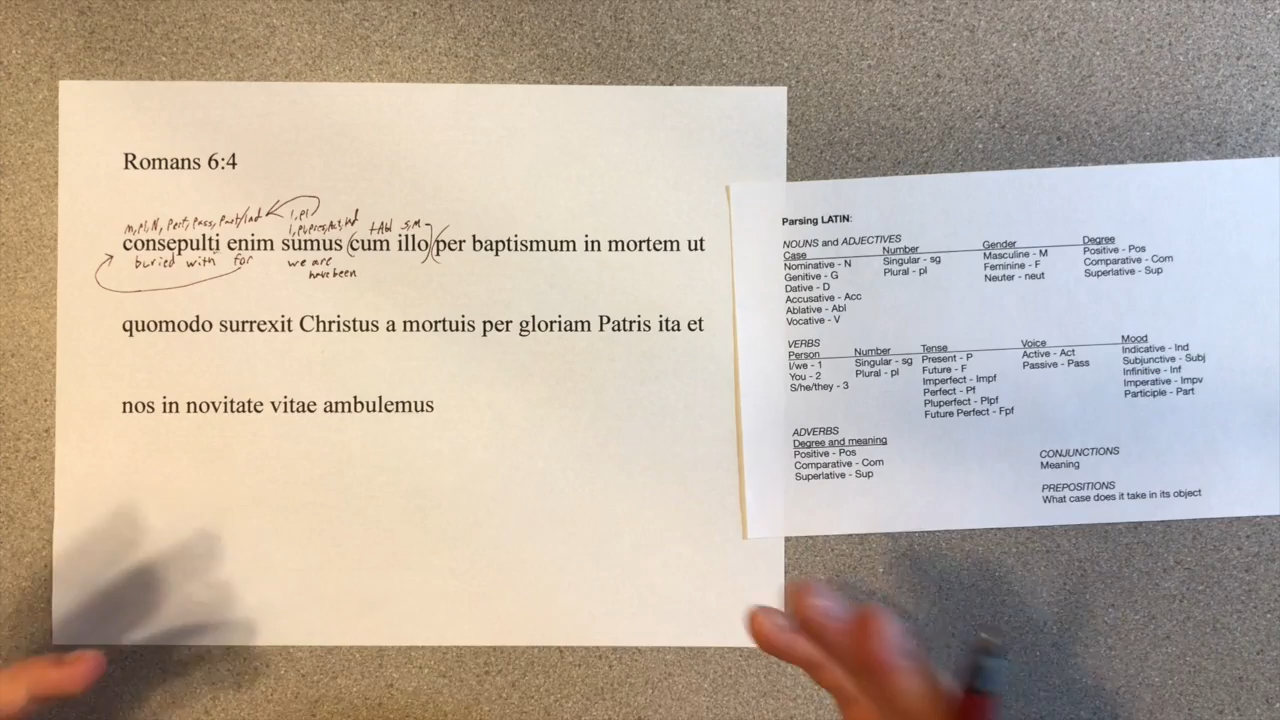 Romans 6:4
m, pl, N, Perf, Pass, Part/Ind 1, pl
1, pl, Pres, Act, Ind +Abl S, M
consepulti enim sumus (cum illo) (per baptismum in mortem ut
buried with for we are
have been
quomodo surrexit Christus a mortuis per gloriam Patris ita et
nos in novitate vitae ambulemus
Parsing LATIN:
NOUNS and ADJECTIVES
Case Number Gender Degree
Nominative - N Singular - sg Masculine - M Positive - Pos
Genitive - G Plural - pl Feminine - F Comparative - Com
Dative - D Neuter - neut Superlative - Sup
Accusative - Acc
Ablative - Abl
Vocative - V
VERBS
Person Number Tense Voice Mood
I/we - 1 Singular - sg Present - P Active - Act Indicative - Ind
You - 2 Plural - pl Future - F Passive - Pass Subjunctive - Subj
S/he/they - 3 Imperfect - Impf Infinitive - Inf
Perfect - Pf Imperative - Impv
Pluperfect - Plpf Participle - Part
Future Perfect - Fpf
ADVERBS
Degree and meaning
Positive - Pos
Comparative - Com
Superlative - Sup
CONJUNCTIONS
Meaning
PREPOSITIONS
What case does it take in its object